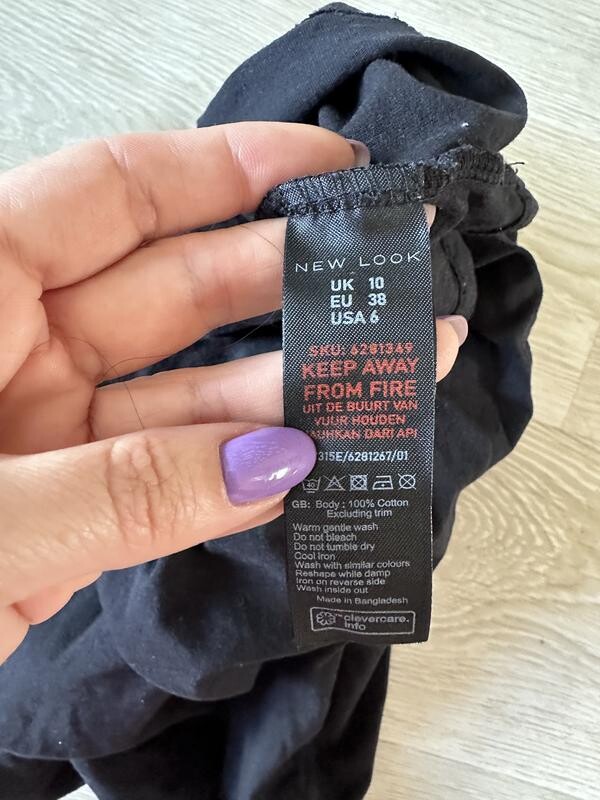 NEW LOOK
UK 10
EU 38
USA 6
SKU: 6281349
KEEP AWAY
FROM FIRE
UIT DE BUURT VAN
VUUR HOUDEN
DARI API
315E/6281267/01
40
GB: Body : 100% Cotton
Excluding trim
Warm gentle wash
Do not bleach
Do not tumble dry
Cool iron
Wash with similar colours
Reshape while damp
Iron on reverse side
Wash inside out
Made in Bangladesh
clevercare.
info